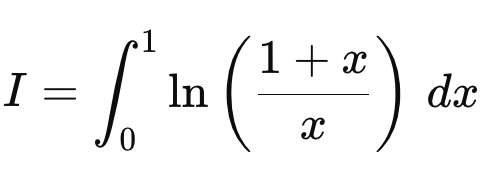 I = ∫₀¹ ln((1 + x)/x) dx